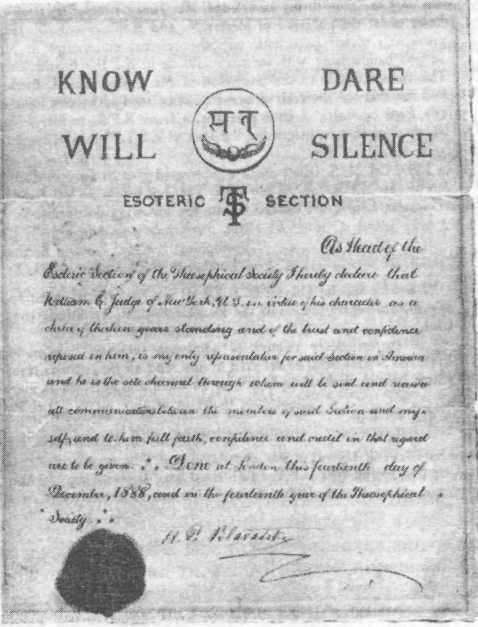 KNOW DARE
सत्
WILL SILENCE
ESOTERIC TS SECTION
As Head of the
Esoteric Section of the Theosophical Society I hereby declare that
William Q. Judge of New York, U.S. in virtue of his character as a
chela of thirteen years standing and of the trust and confidence
reposed in him, is my only representative for said Section in America
and he is the sole channel through whom will be sent and received
all communications between the members of said Section and my-
self, and to him full faith, confidence and credit in that regard
are to be given. ∴ Done at London this fourteenth day of
December, 1888, and in the fourteenth year of the Theosophical
Society. ∴
H. P. Blavatsky